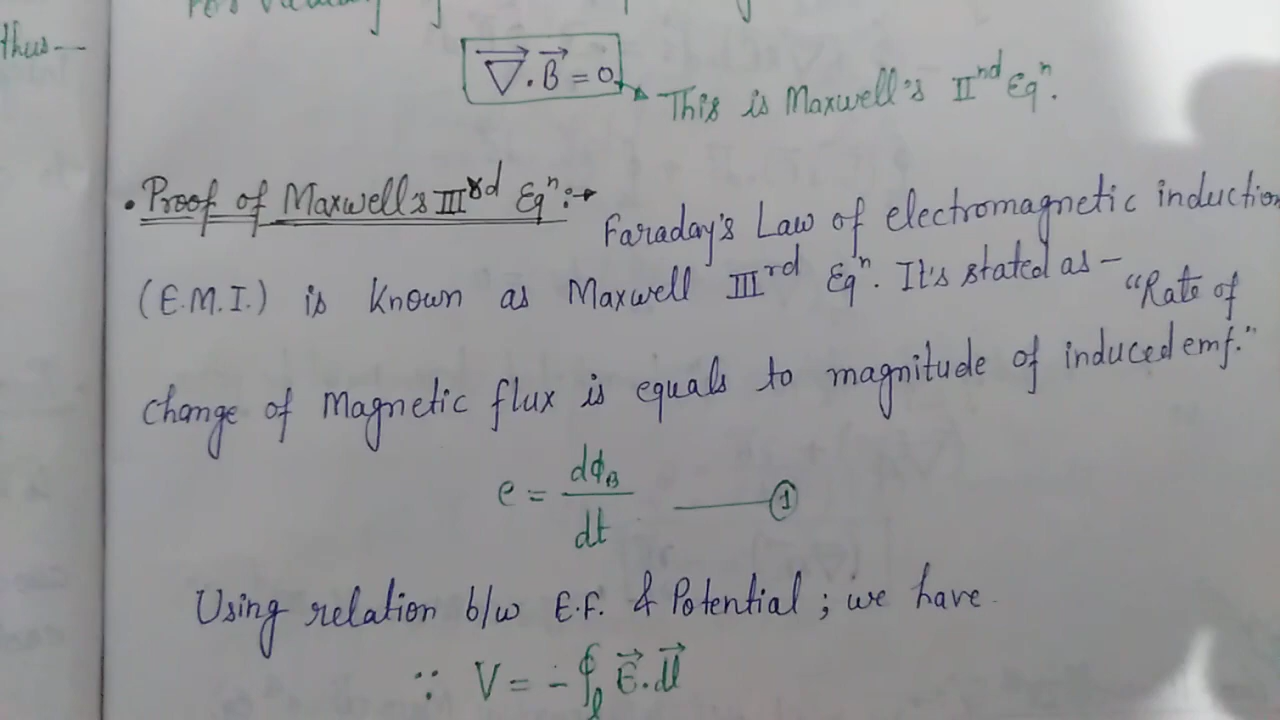 thus—
∇⃗.B⃗ = 0
This is Maxwell's IInd Eqn.
• Proof of Maxwell's IIIrd Eqn:→ Faraday's Law of electromagnetic induction
(E.M.I.) is known as Maxwell IIIrd Eqn. It's stated as – "Rate of
change of Magnetic flux is equals to magnitude of induced emf."
e = dϕB/dt —— ①
Using relation b/w E.F. & Potential ; we have
∵ V = -∮l E⃗.dl⃗